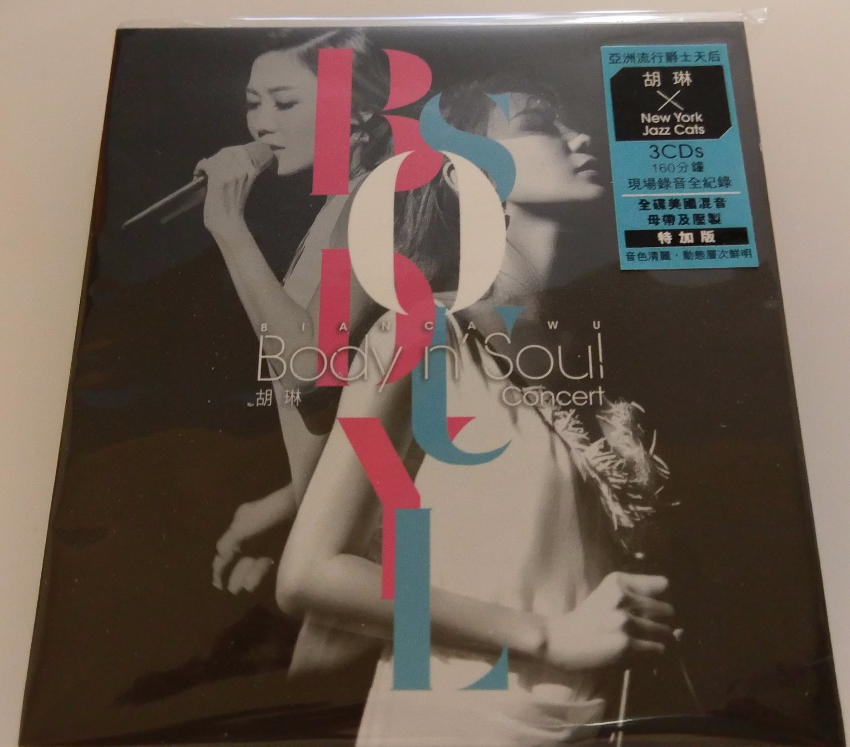 BODY
SOUL
BIANCA WU
Body n' Soul
胡 琳
Concert
亞洲流行爵士天后
胡 琳
×
New York
Jazz Cats
3CDs
160分鐘
現場錄音全紀錄
全碟美國混音
母帶及壓製
特加版
音色清麗，動態層次鮮明